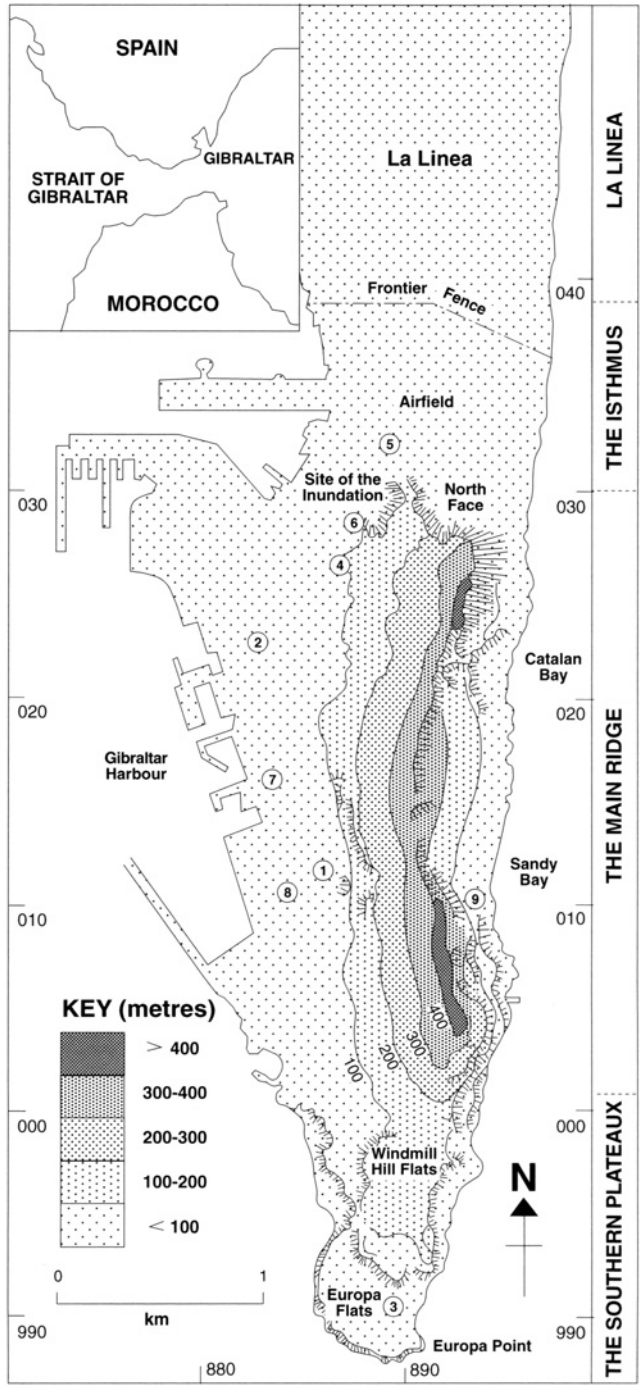 SPAIN
GIBRALTAR
STRAIT OF
GIBRALTAR
MOROCCO
La Linea
Frontier
Fence
040
LA LINEA
THE ISTHMUS
Airfield
5
Site of the
Inundation
North
Face
030
030
6
4
2
Catalan
Bay
020
020
Gibraltar
Harbour
7
THE MAIN RIDGE
1
8
Sandy
Bay
9
010
010
KEY (metres)
> 400
300-400
200-300
100-200
< 100
100
200
300
400
000
000
Windmill
Hill Flats
N
THE SOUTHERN PLATEAUX
0
1
km
Europa
Flats
3
Europa Point
990
990
880
890